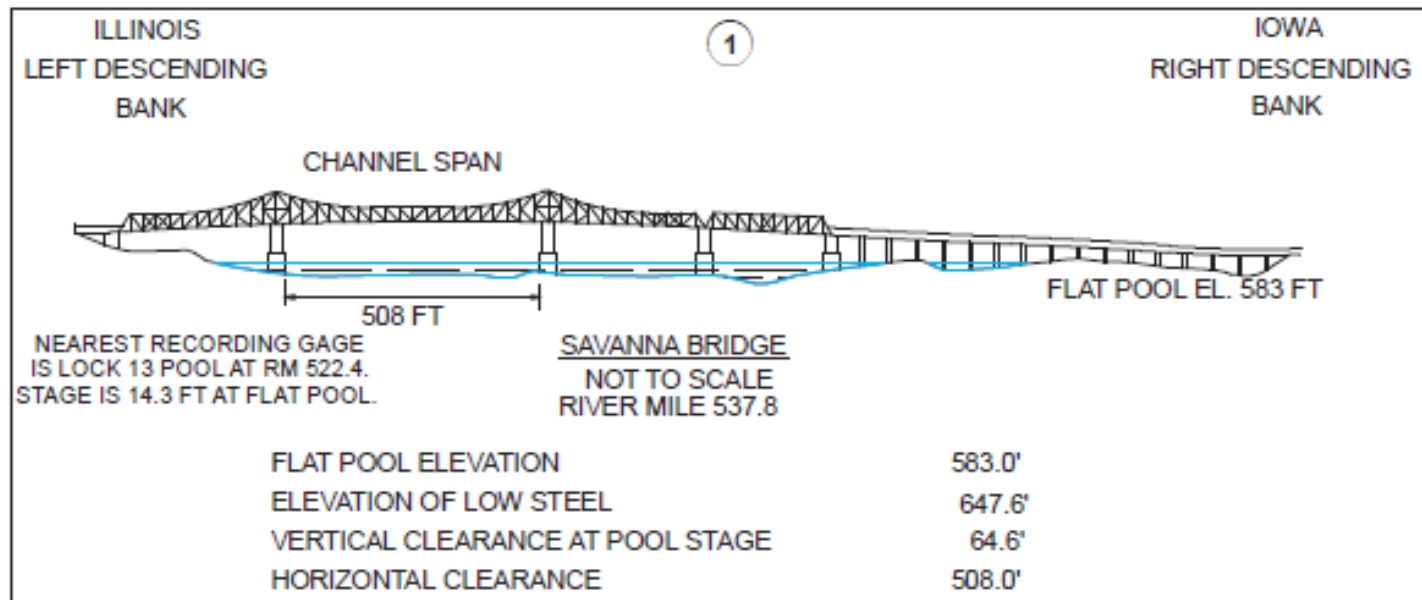 ILLINOIS
LEFT DESCENDING
BANK
1
IOWA
RIGHT DESCENDING
BANK
CHANNEL SPAN
508 FT
FLAT POOL EL. 583 FT
NEAREST RECORDING GAGE
IS LOCK 13 POOL AT RM 522.4.
STAGE IS 14.3 FT AT FLAT POOL.
SAVANNA BRIDGE
NOT TO SCALE
RIVER MILE 537.8
FLAT POOL ELEVATION 583.0'
ELEVATION OF LOW STEEL 647.6'
VERTICAL CLEARANCE AT POOL STAGE 64.6'
HORIZONTAL CLEARANCE 508.0'